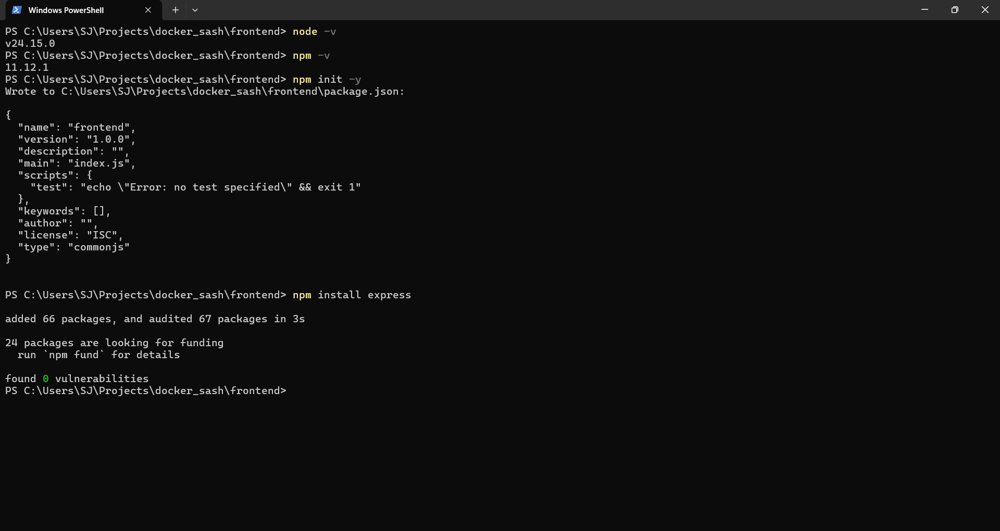 Windows PowerShell
PS C:\Users\SJ\Projects\docker_sash\frontend> node -v
v24.15.0
PS C:\Users\SJ\Projects\docker_sash\frontend> npm -v
11.12.1
PS C:\Users\SJ\Projects\docker_sash\frontend> npm init -y
Wrote to C:\Users\SJ\Projects\docker_sash\frontend\package.json:

{
  "name": "frontend",
  "version": "1.0.0",
  "description": "",
  "main": "index.js",
  "scripts": {
    "test": "echo \"Error: no test specified\" && exit 1"
  },
  "keywords": [],
  "author": "",
  "license": "ISC",
  "type": "commonjs"
}

PS C:\Users\SJ\Projects\docker_sash\frontend> npm install express

added 66 packages, and audited 67 packages in 3s

24 packages are looking for funding
  run `npm fund` for details

found 0 vulnerabilities
PS C:\Users\SJ\Projects\docker_sash\frontend>